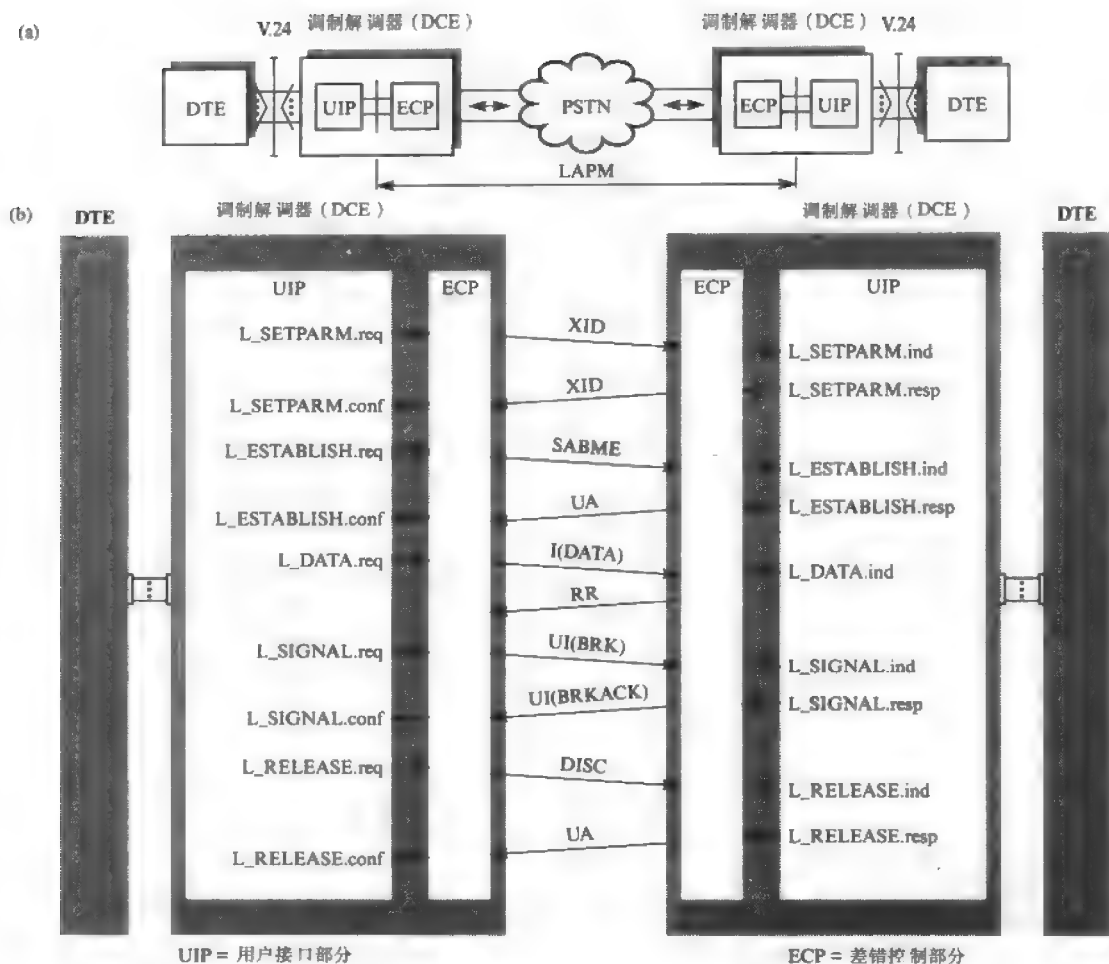 (a)
V.24
调制解调器(DCE)
调制解调器(DCE)
V.24
DTE
UIP
ECP
PSTN
ECP
UIP
DTE
LAPM
(b)
DTE
调制解调器(DCE)
调制解调器(DCE)
DTE
UIP
ECP
ECP
UIP
L_SETPARM.req
XID
L_SETPARM.ind
XID
L_SETPARM.resp
L_SETPARM.conf
L_ESTABLISH.req
SABME
L_ESTABLISH.ind
UA
L_ESTABLISH.resp
L_ESTABLISH.conf
L_DATA.req
I(DATA)
L_DATA.ind
RR
L_SIGNAL.req
UI(BRK)
L_SIGNAL.ind
UI(BRKACK)
L_SIGNAL.resp
L_SIGNAL.conf
L_RELEASE.req
DISC
L_RELEASE.ind
UA
L_RELEASE.resp
L_RELEASE.conf
UIP = 用户接口部分
ECP = 差错控制部分